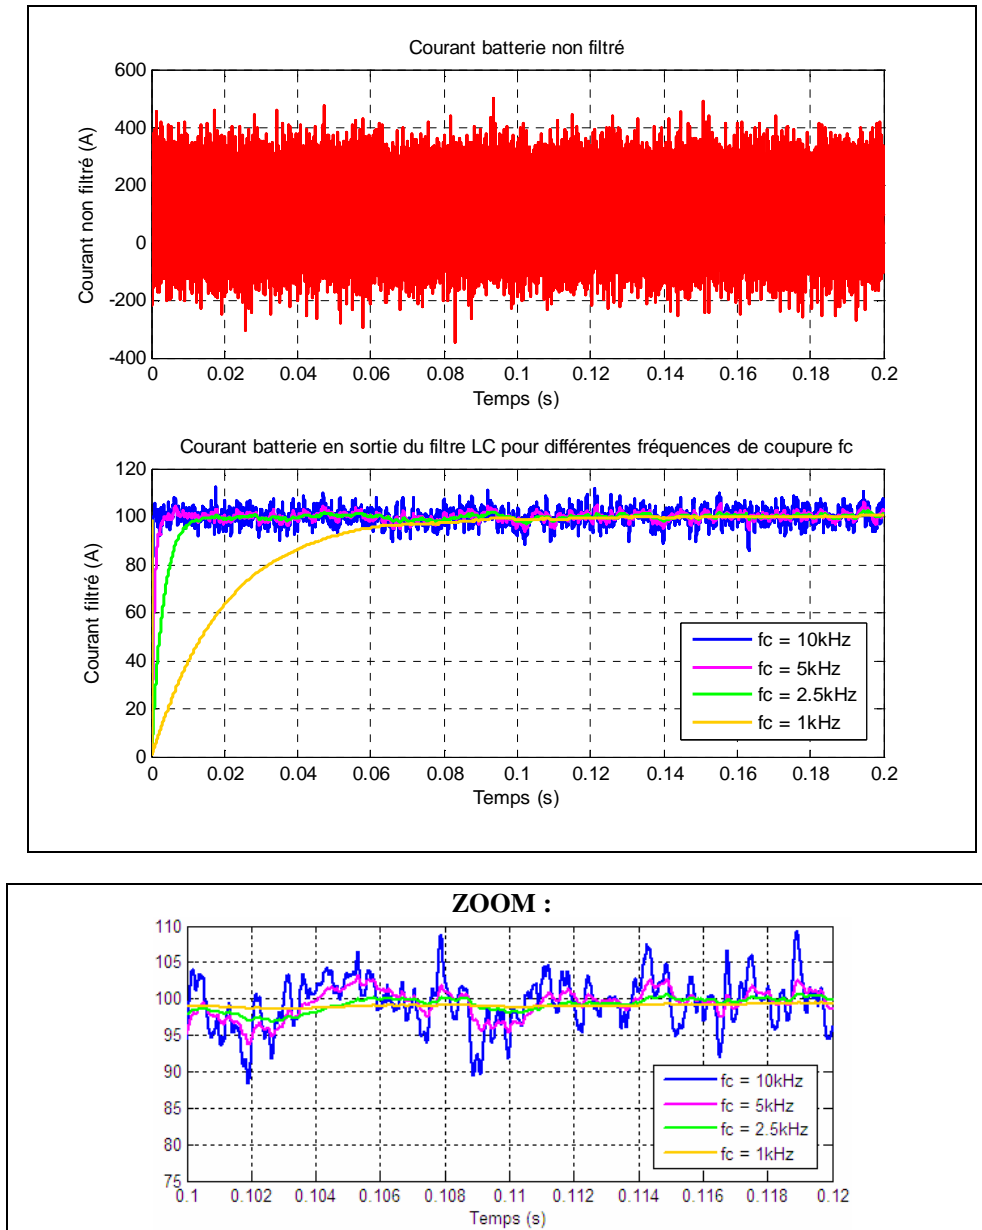 Courant batterie non filtré
600
400
200
0
-200
-400
Courant non filtré (A)
0 0.02 0.04 0.06 0.08 0.1 0.12 0.14 0.16 0.18 0.2
Temps (s)
Courant batterie en sortie du filtre LC pour différentes fréquences de coupure fc
120
100
80
60
40
20
0
Courant filtré (A)
fc = 10kHz
fc = 5kHz
fc = 2.5kHz
fc = 1kHz
0 0.02 0.04 0.06 0.08 0.1 0.12 0.14 0.16 0.18 0.2
Temps (s)
ZOOM :
110
105
100
95
90
85
80
75
fc = 10kHz
fc = 5kHz
fc = 2.5kHz
fc = 1kHz
0.1 0.102 0.104 0.106 0.108 0.11 0.112 0.114 0.116 0.118 0.12
Temps (s)